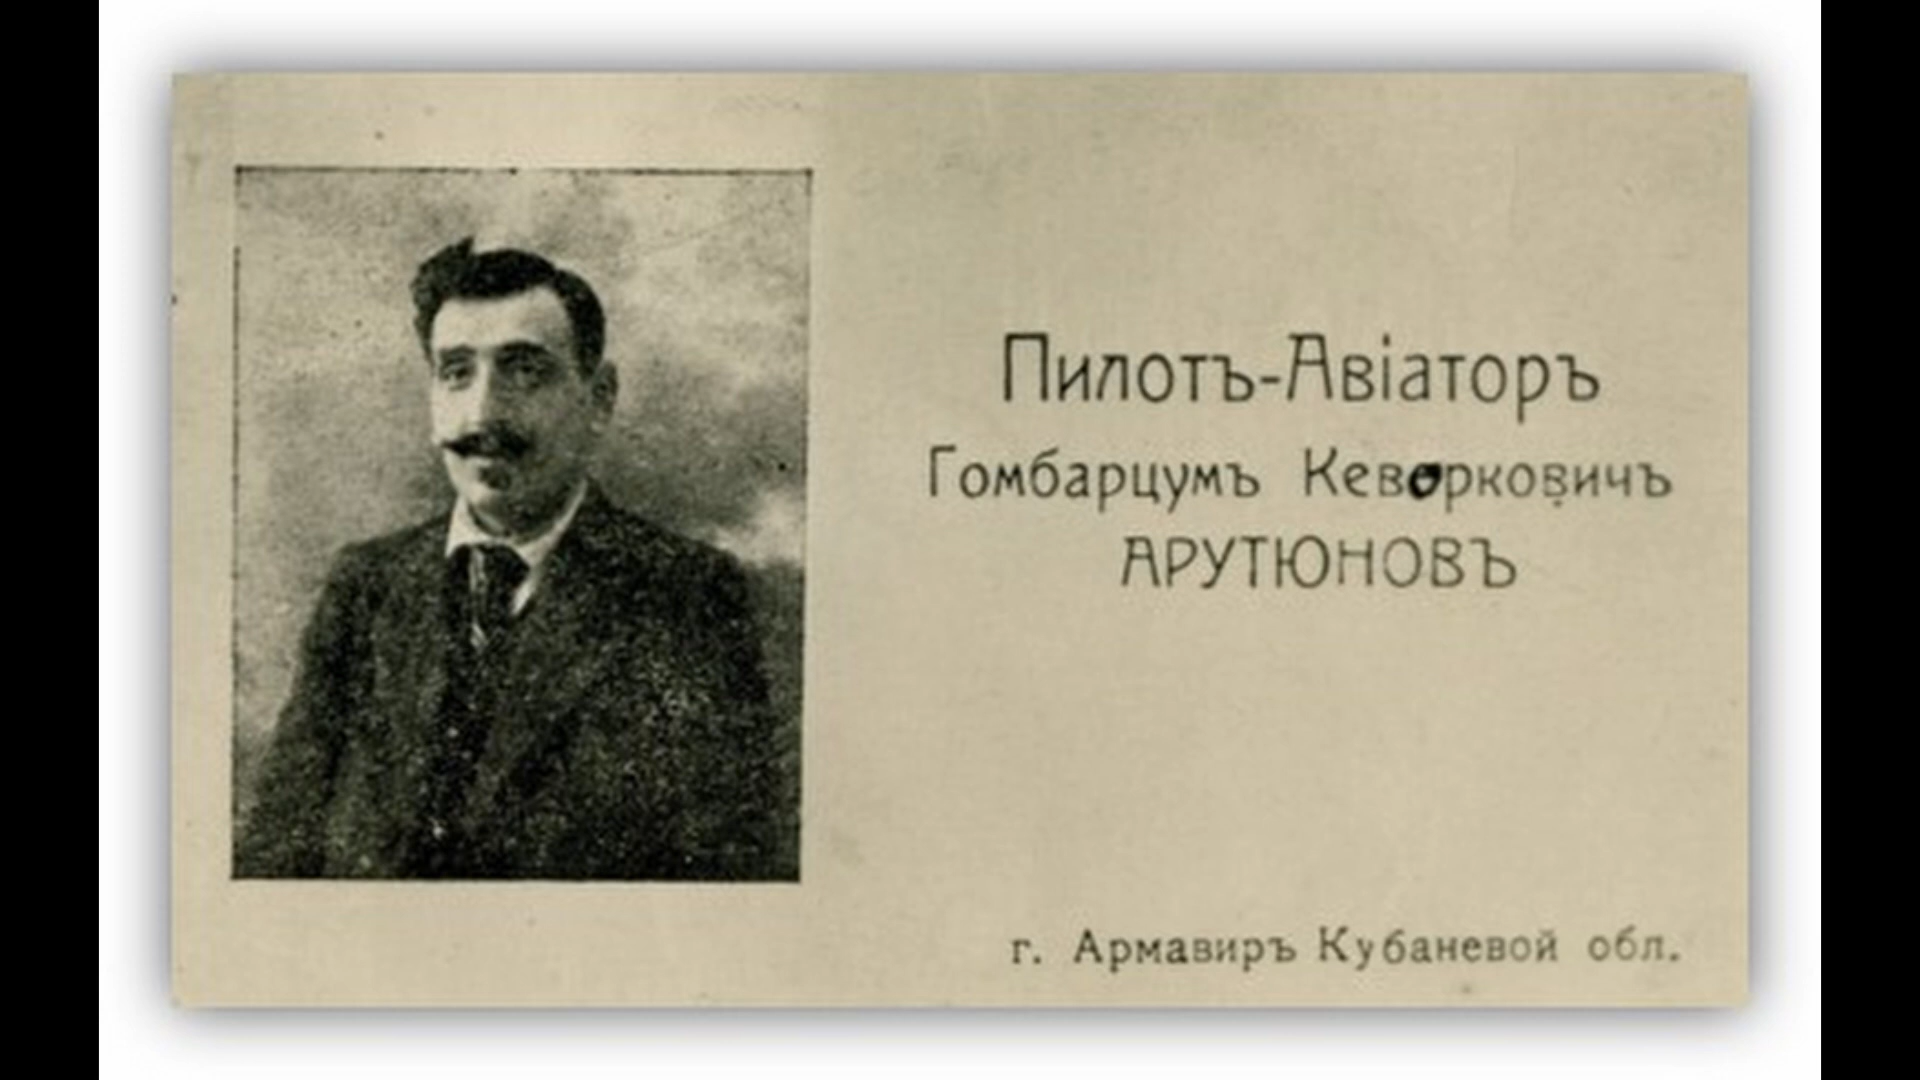 Пилотъ-Авіаторъ
Гомбарцумъ Кеворковичъ
АРУТЮНОВЪ
г. Армавиръ Кубаневой обл.